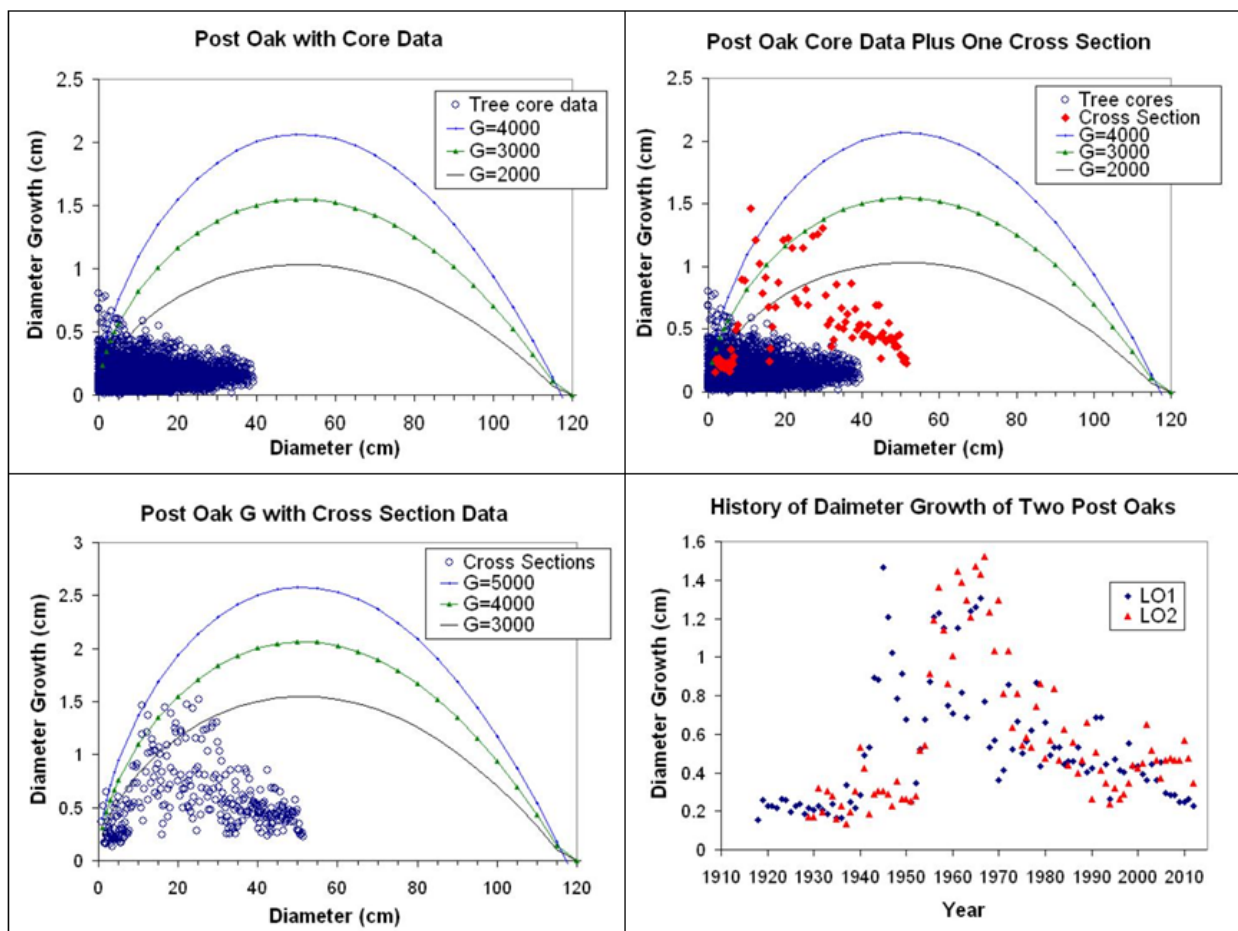 Post Oak with Core Data
2.5
2
1.5
1
0.5
0
Diameter Growth (cm)
Tree core data
G=4000
G=3000
G=2000
0 20 40 60 80 100 120
Diameter (cm)
Post Oak Core Data Plus One Cross Section
2.5
2
1.5
1
0.5
0
Diameter Growth (cm)
Tree cores
Cross Section
G=4000
G=3000
G=2000
0 20 40 60 80 100 120
Diameter (cm)
Post Oak G with Cross Section Data
3
2.5
2
1.5
1
0.5
0
Diameter Growth (cm)
Cross Sections
G=5000
G=4000
G=3000
0 20 40 60 80 100 120
Diameter (cm)
History of Daimeter Growth of Two Post Oaks
1.6
1.4
1.2
1
0.8
0.6
0.4
0.2
0
Diameter Growth (cm)
LO1
LO2
1910 1920 1930 1940 1950 1960 1970 1980 1990 2000 2010
Year